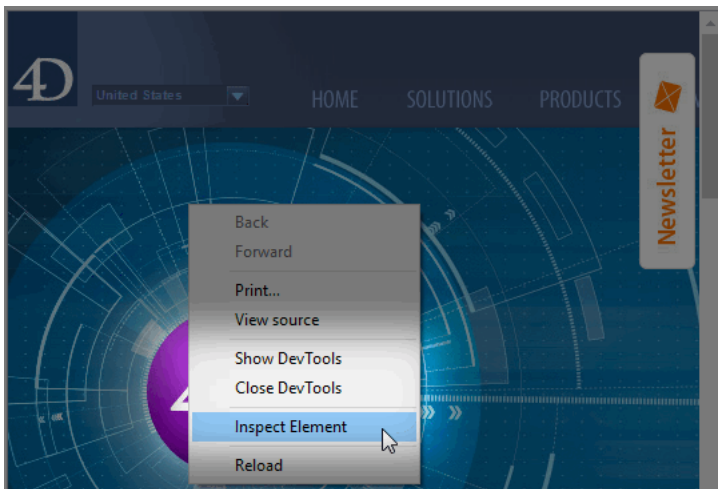 4D
United States
HOME
SOLUTIONS
PRODUCTS
Newsletter
Back
Forward
Print...
View source
Show DevTools
Close DevTools
Inspect Element
Reload